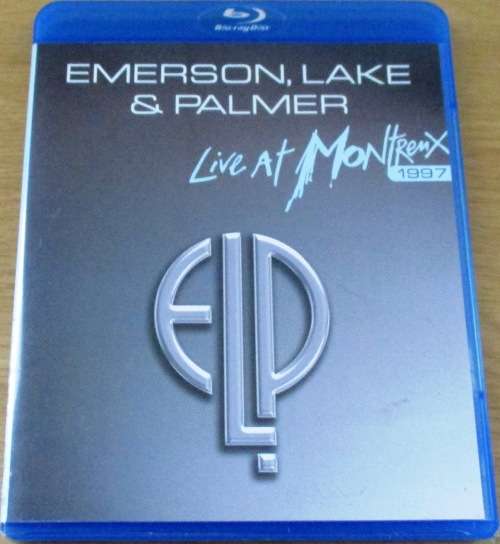 Blu-ray Disc
EMERSON, LAKE
& PALMER
Live At Montreux
1997
ELP